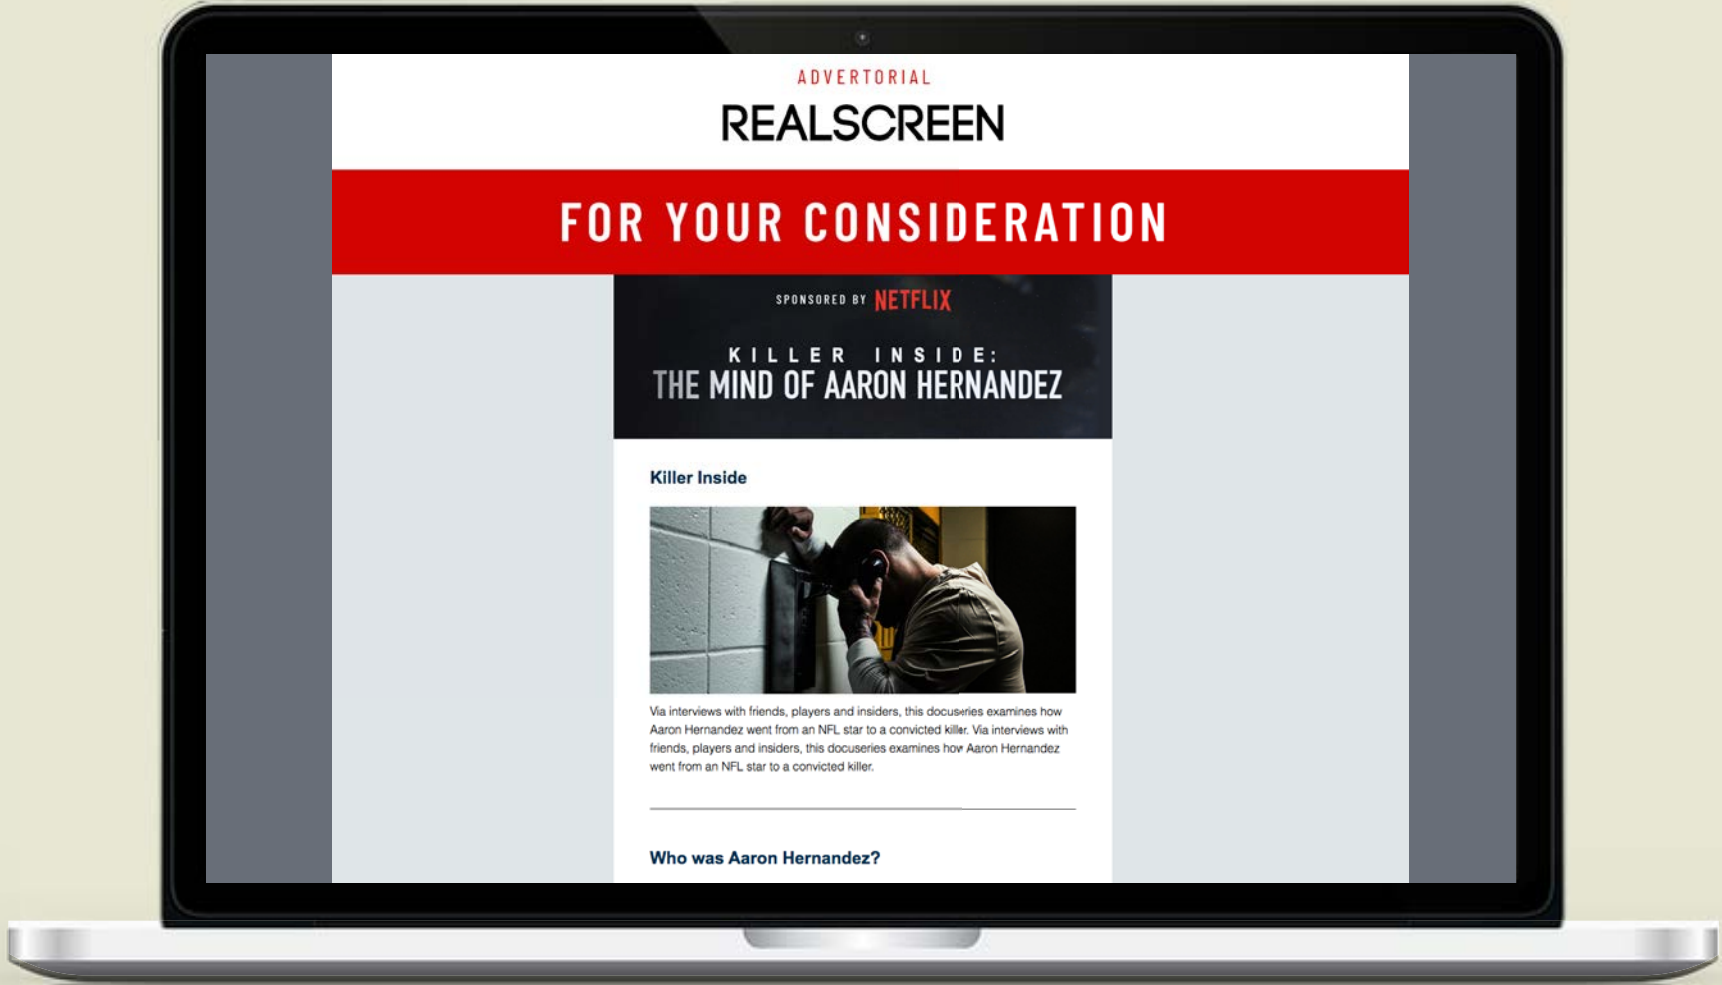 ADVERTORIAL
REALSCREEN
FOR YOUR CONSIDERATION
SPONSORED BY NETFLIX
KILLER INSIDE:
THE MIND OF AARON HERNANDEZ
Killer Inside
Via interviews with friends, players and insiders, this docuseries examines how
Aaron Hernandez went from an NFL star to a convicted killer. Via interviews with
friends, players and insiders, this docuseries examines how Aaron Hernandez
went from an NFL star to a convicted killer.
Who was Aaron Hernandez?